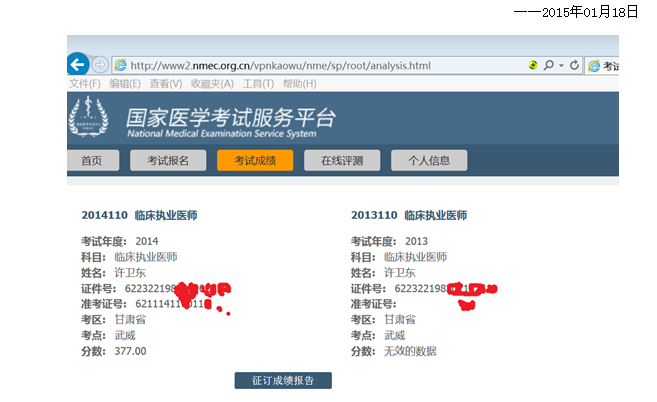 ——2015年01月18日
http://www2.nmec.org.cn/vpnkaowu/nme/sp/root/analysis.html
考试
文件(F) 编辑(E) 查看(V) 收藏夹(A) 工具(T) 帮助(H)
国家医学考试服务平台
National Medical Examination Service System
首页 考试报名 考试成绩 在线评测 个人信息
2014110 临床执业医师
考试年度: 2014
科目: 临床执业医师
姓名: 许卫东
证件号:
准考证号:
考区: 甘肃省
考点: 武威
分数: 377.00
2013110 临床执业医师
考试年度: 2013
科目: 临床执业医师
姓名: 许卫东
证件号:
准考证号:
考区: 甘肃省
考点: 武威
分数: 无效的数据
征订成绩报告